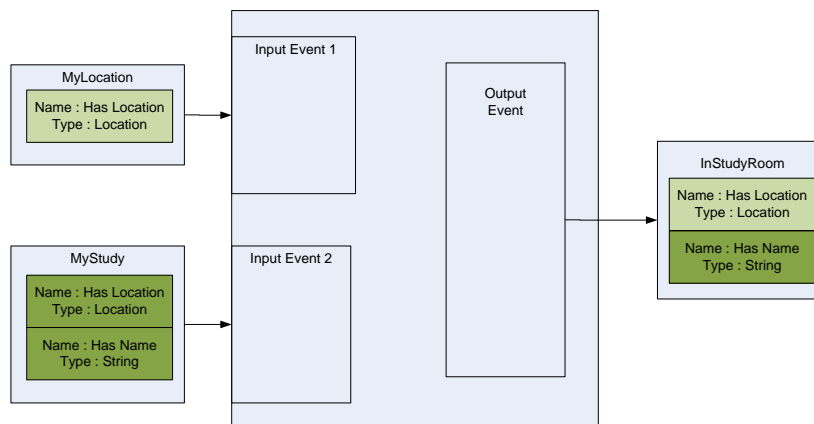 MyLocation
Name : Has Location
Type : Location
MyStudy
Name : Has Location
Type : Location
Name : Has Name
Type : String
Input Event 1
Input Event 2
Output
Event
InStudyRoom
Name : Has Location
Type : Location
Name : Has Name
Type : String